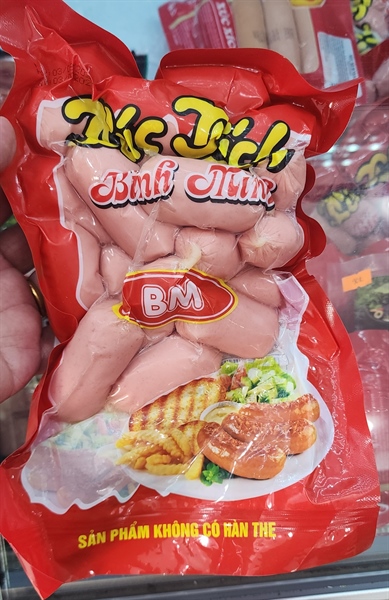 Xúc Xích
Bình Minh
BM
SẢN PHẨM KHÔNG CÓ HÀN THE